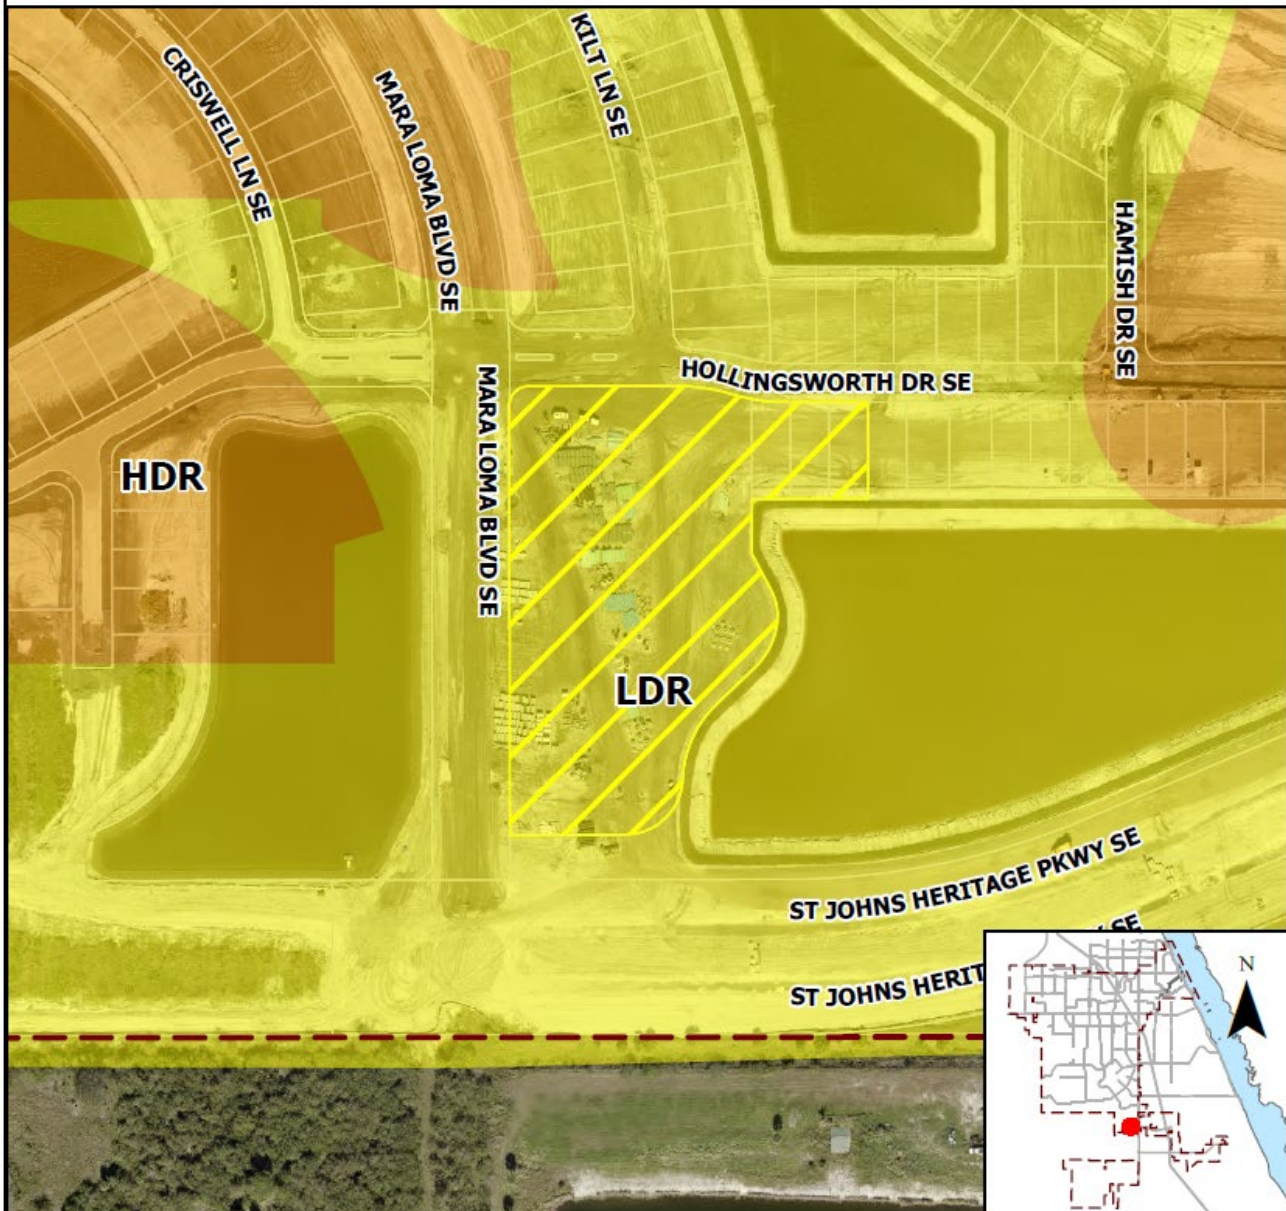 CRISWELL LN SE
MARA LOMA BLVD SE
KILT LN SE
HAMISH DR SE
HOLLINGSWORTH DR SE
MARA LOMA BLVD SE
HDR
LDR
ST JOHNS HERITAGE PKWY SE
ST JOHNS HERIT
SE
N